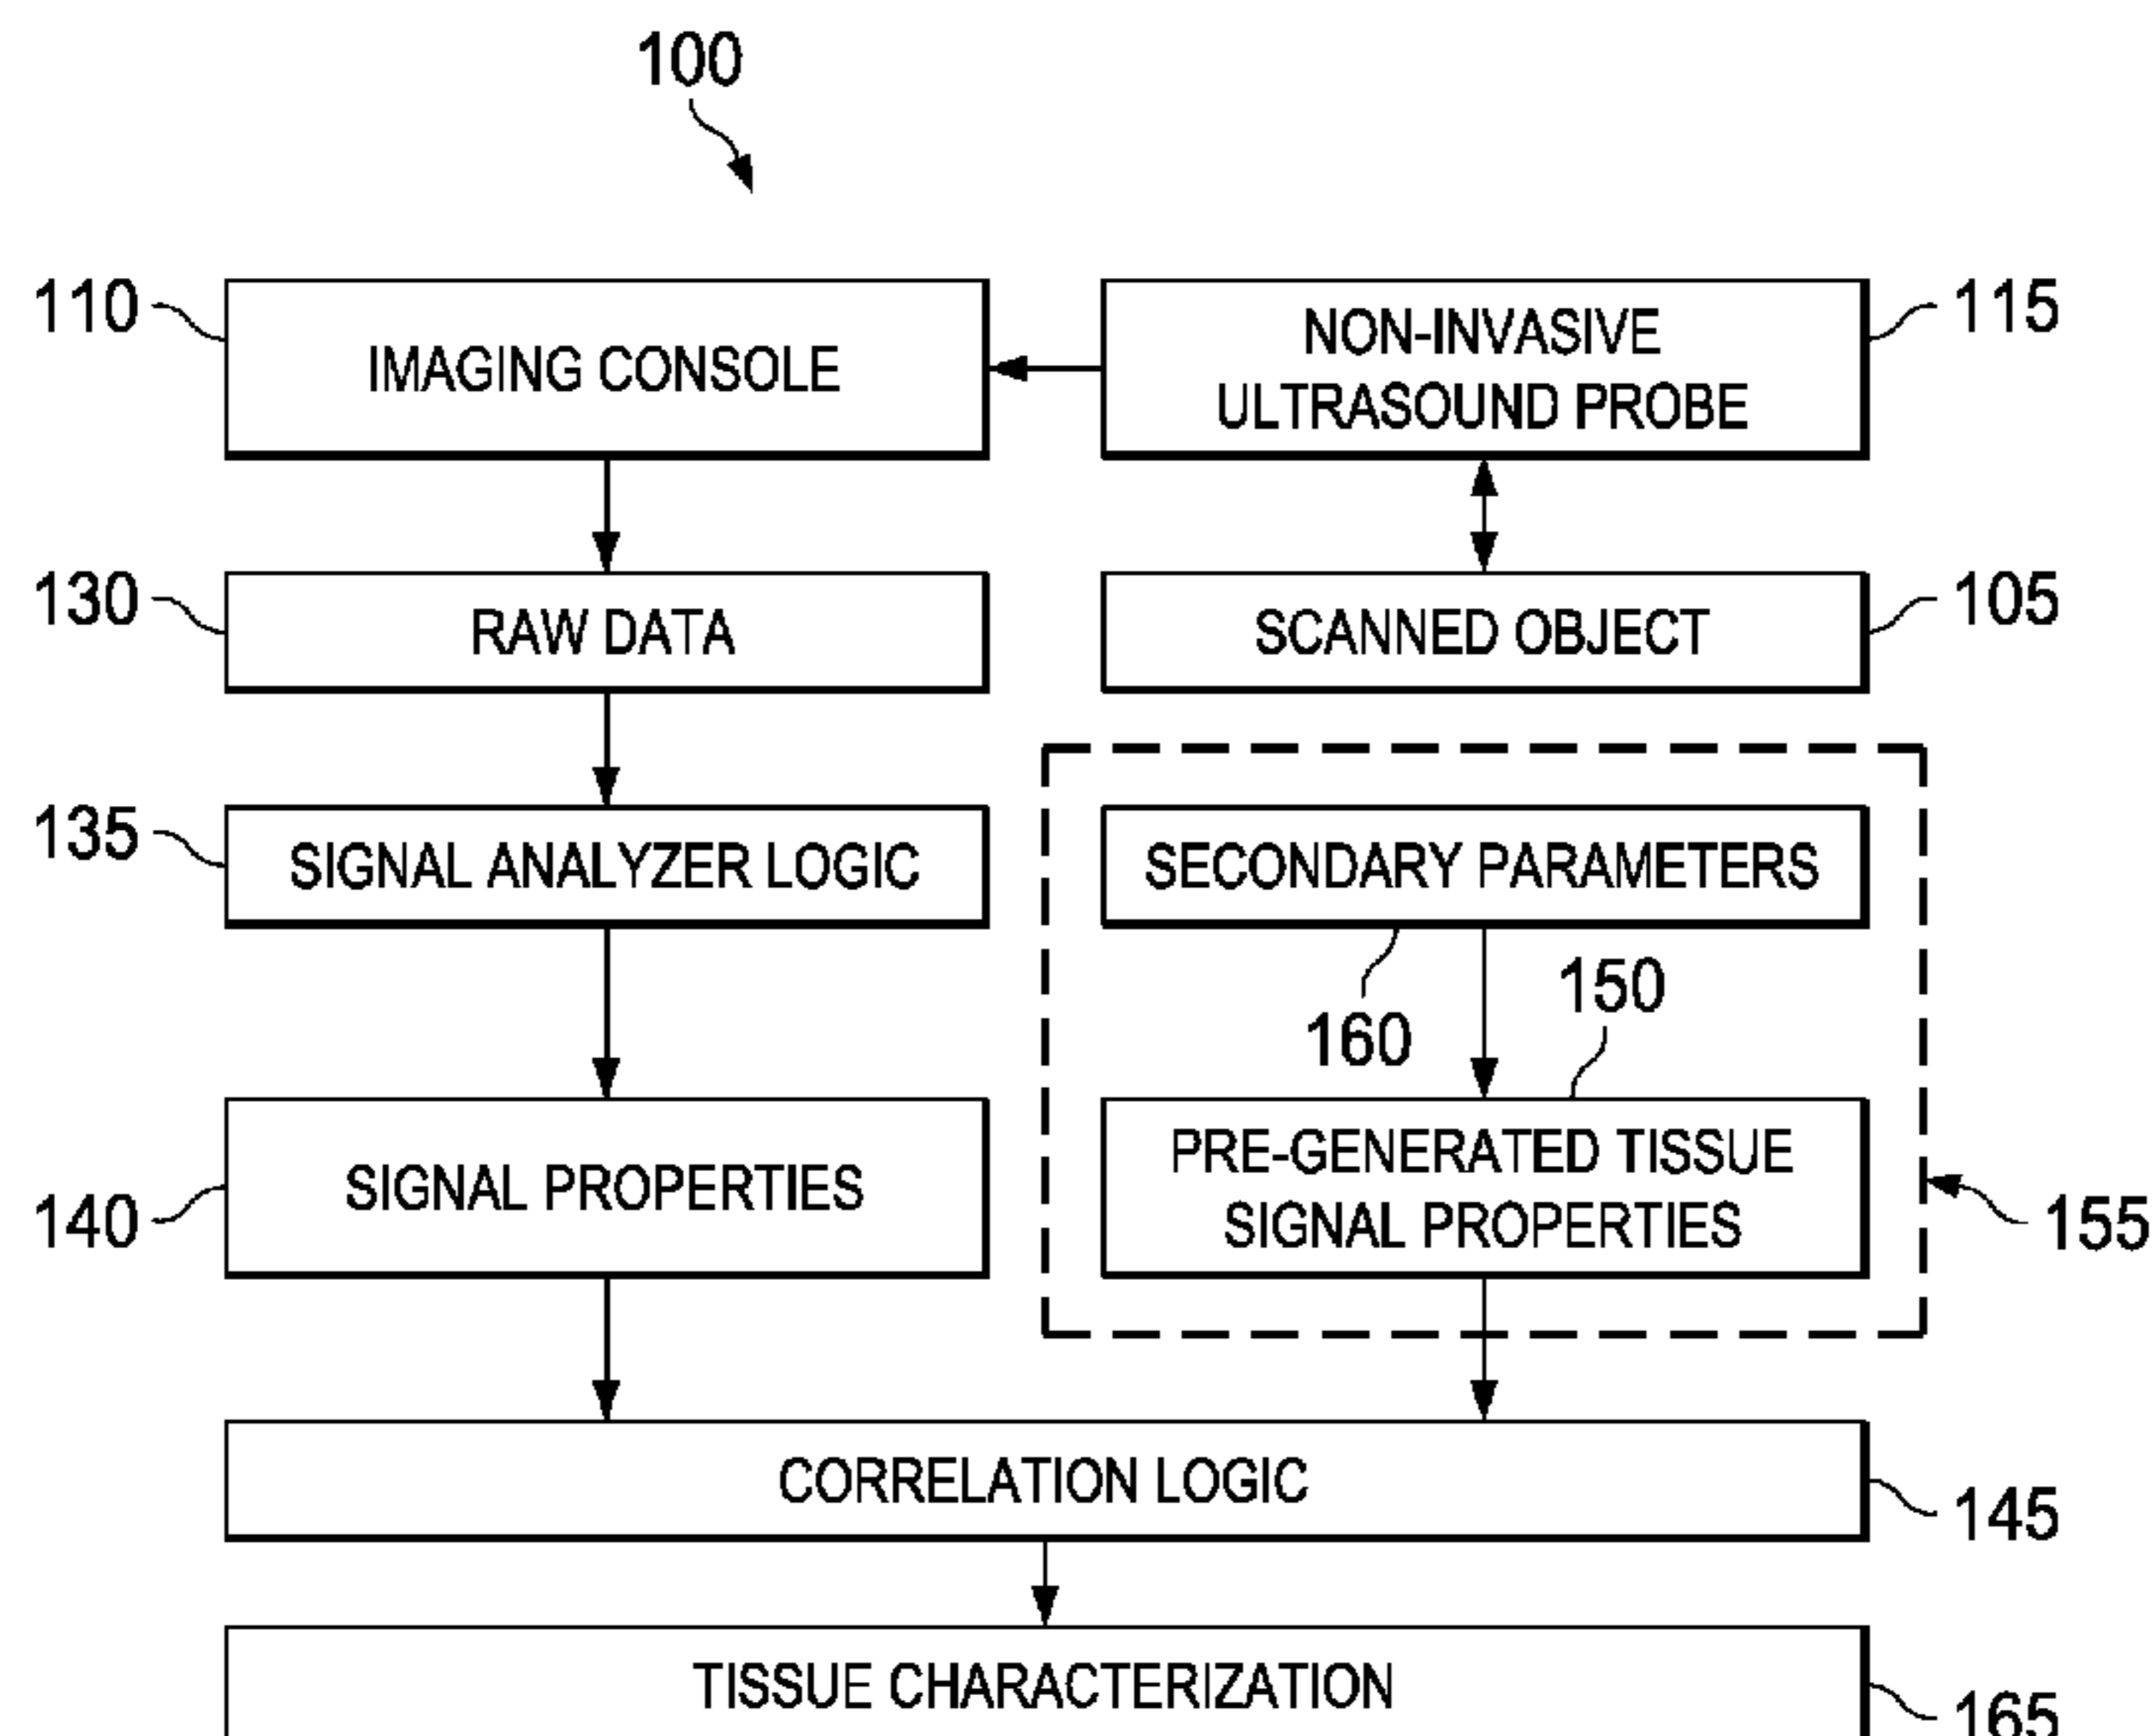 100
110
IMAGING CONSOLE
NON-INVASIVE
ULTRASOUND PROBE
115
130
RAW DATA
SCANNED OBJECT
105
135
SIGNAL ANALYZER LOGIC
SECONDARY PARAMETERS
160
150
140
SIGNAL PROPERTIES
PRE-GENERATED TISSUE
SIGNAL PROPERTIES
155
CORRELATION LOGIC
145
TISSUE CHARACTERIZATION
165